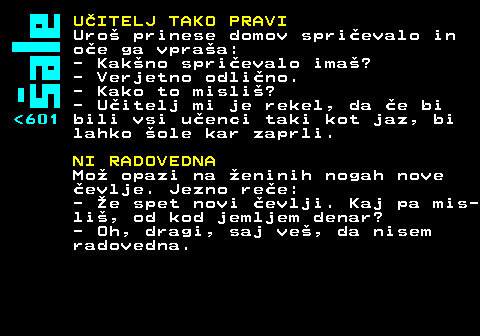 šale
<601
UČITELJ TAKO PRAVI
Uroš prinese domov spričevalo in
oče ga vpraša:
- Kakšno spričevalo imaš?
- Verjetno odlično.
- Kako to misliš?
- Učitelj mi je rekel, da če bi
bili vsi učenci taki kot jaz, bi
lahko šole kar zaprli.
NI RADOVEDNA
Mož opazi na ženinih nogah nove
čevlje. Jezno reče:
- Že spet novi čevlji. Kaj pa mis-
liš, od kod jemljem denar?
- Oh, dragi, saj veš, da nisem
radovedna.